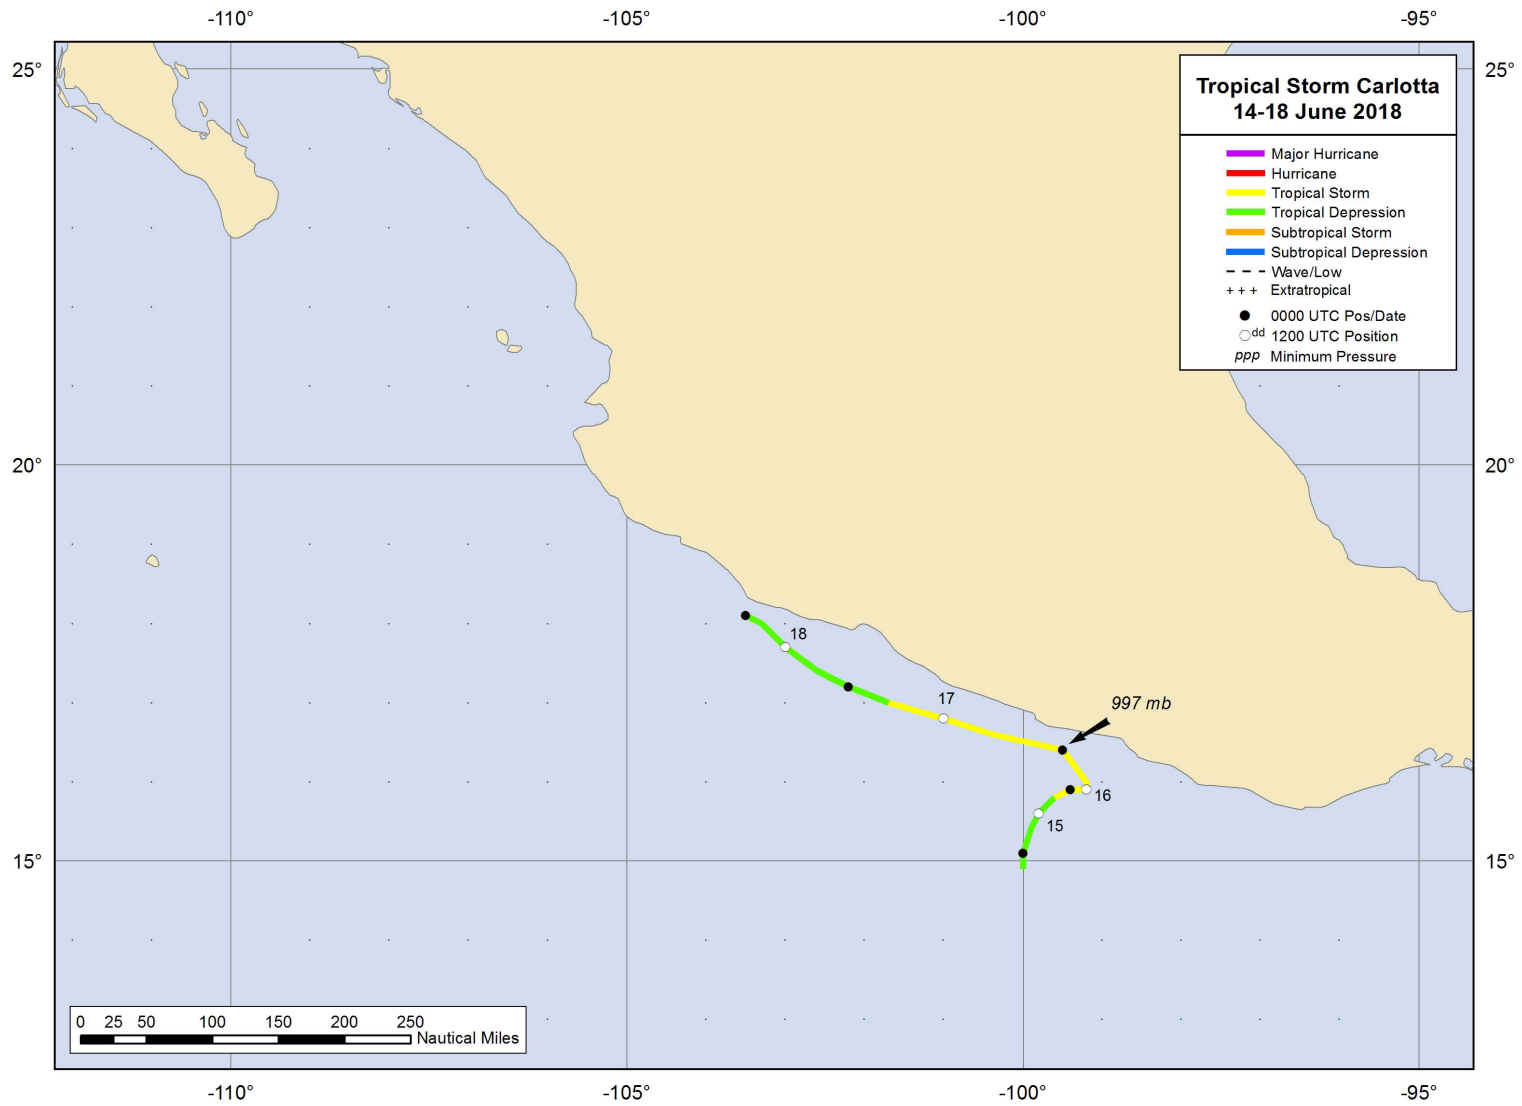 -110°
-105°
-100°
-95°
25°
25°
Tropical Storm Carlotta
14-18 June 2018
Major Hurricane
Hurricane
Tropical Storm
Tropical Depression
Subtropical Storm
Subtropical Depression
Wave/Low
+ + + Extratropical
0000 UTC Pos/Date
dd 1200 UTC Position
ppp Minimum Pressure
20°
20°
18
17
997 mb
16
15
15°
15°
0 25 50 100 150 200 250
Nautical Miles
-110°
-105°
-100°
-95°